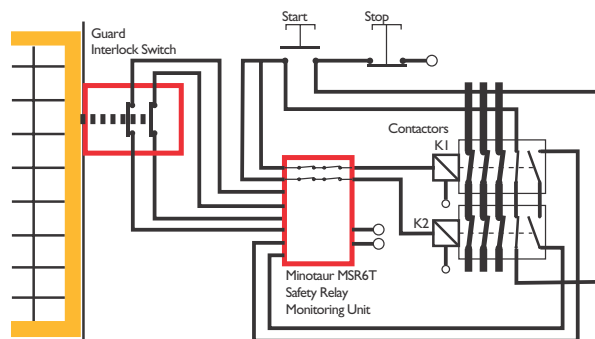 Start
Stop
Guard
Interlock Switch
Contactors
K1
K2
Minotaur MSR6T
Safety Relay
Monitoring Unit